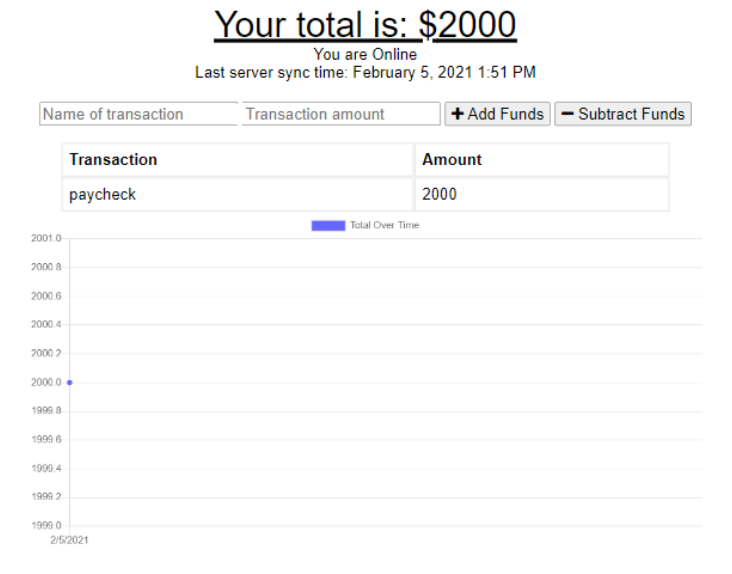 Your total is: $2000
You are Online
Last server sync time: February 5, 2021 1:51 PM
Name of transaction Transaction amount + Add Funds − Subtract Funds
Transaction Amount
paycheck 2000
Total Over Time
2001.0
2000.8
2000.6
2000.4
2000.2
2000.0
1999.8
1999.6
1999.4
1999.2
1999.0
2/5/2021